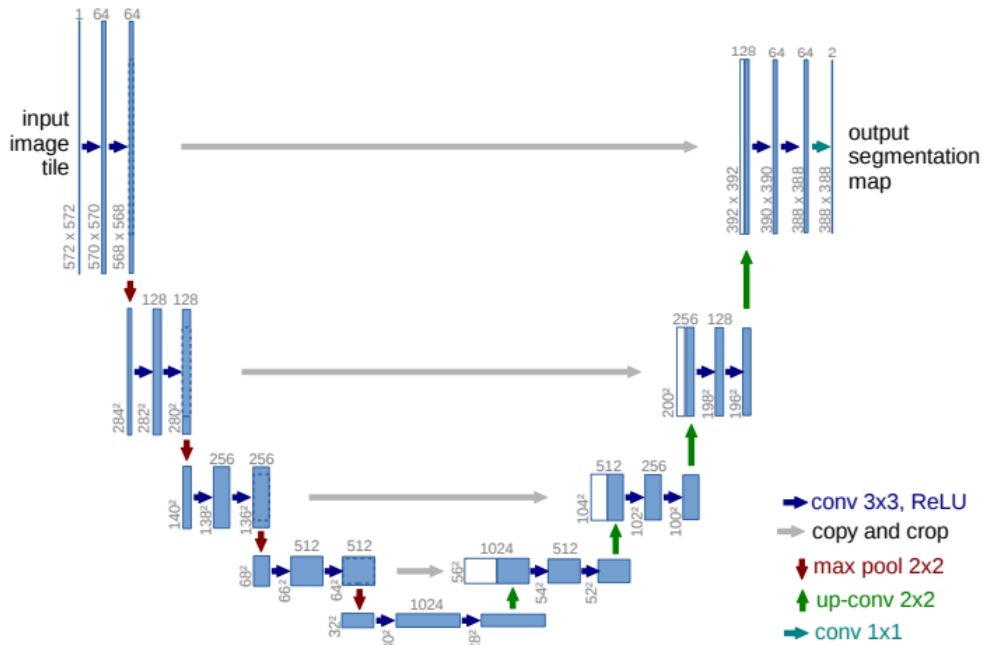 1 64 64
input
image
tile
572 x 572
570 x 570
568 x 568
128 64 64 2
output
segmentation
map
392 x 392
390 x 390
388 x 388
388 x 388
128 128
284²
282²
280²
256 128
200²
198²
196²
256 256
140²
138²
136²
512 256
104²
102²
100²
512 512
68²
66²
64²
1024 512
56²
54²
52²
1024
32²
conv 3x3, ReLU
copy and crop
max pool 2x2
up-conv 2x2
conv 1x1